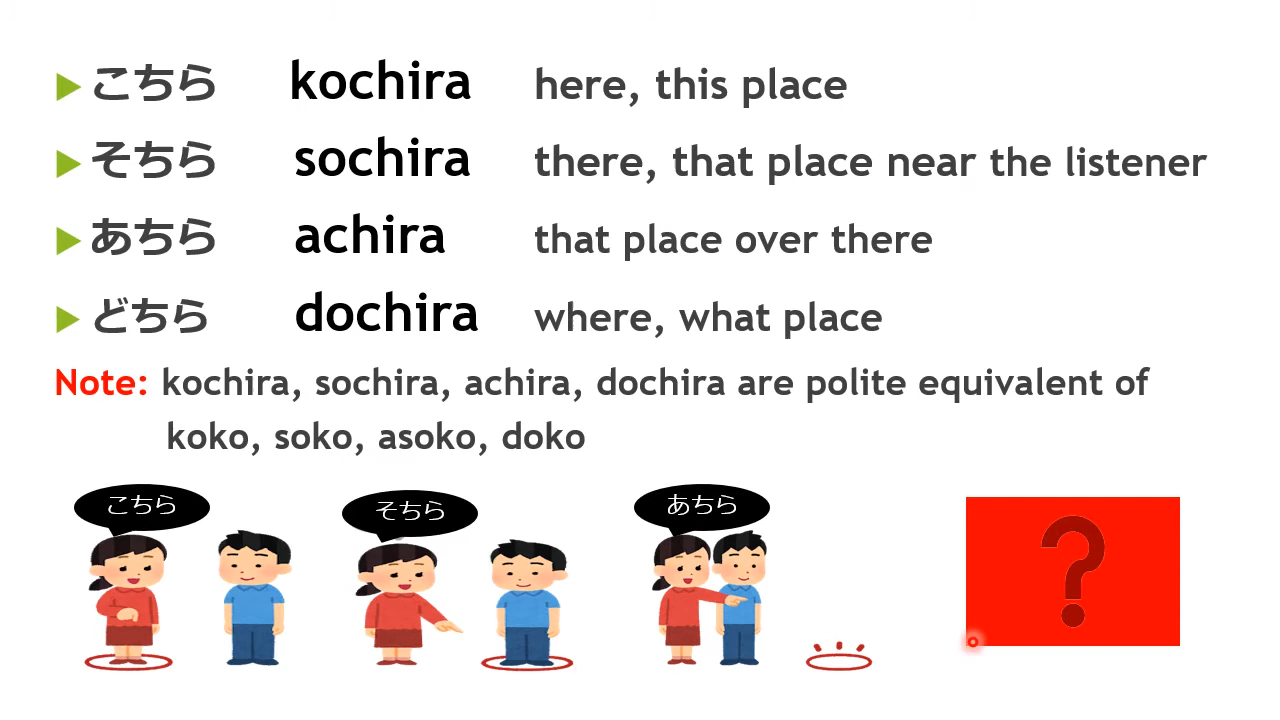 こちら kochira here, this place
そちら sochira there, that place near the listener
あちら achira that place over there
どちら dochira where, what place
Note: kochira, sochira, achira, dochira are polite equivalent of
koko, soko, asoko, doko
こちら
そちら
あちら
?